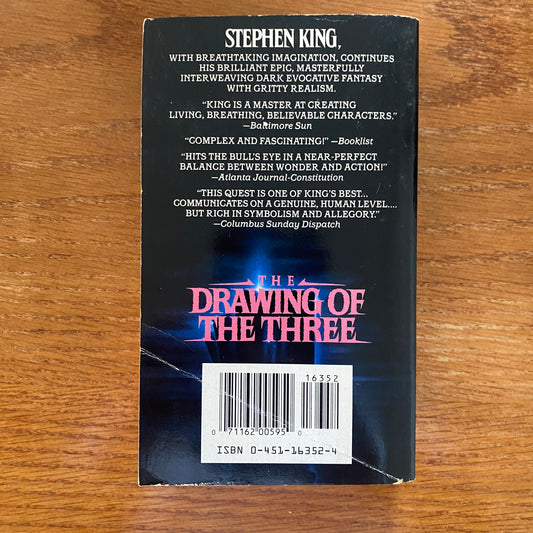 STEPHEN KING,
WITH BREATHTAKING IMAGINATION, CONTINUES
HIS BRILLIANT EPIC, MASTERFULLY
INTERWEAVING DARK EVOCATIVE FANTASY
WITH GRITTY REALISM.
"KING IS A MASTER AT CREATING
LIVING, BREATHING, BELIEVABLE CHARACTERS."
—Baltimore Sun
"COMPLEX AND FASCINATING!" —Booklist
"HITS THE BULL'S EYE IN A NEAR-PERFECT
BALANCE BETWEEN WONDER AND ACTION!"
—Atlanta Journal-Constitution
"THIS QUEST IS ONE OF KING'S BEST...
COMMUNICATES ON A GENUINE, HUMAN LEVEL....
BUT RICH IN SYMBOLISM AND ALLEGORY."
—Columbus Sunday Dispatch
THE
DRAWING OF
THE THREE
16352
0 71162 00595 0
ISBN 0-451-16352-4